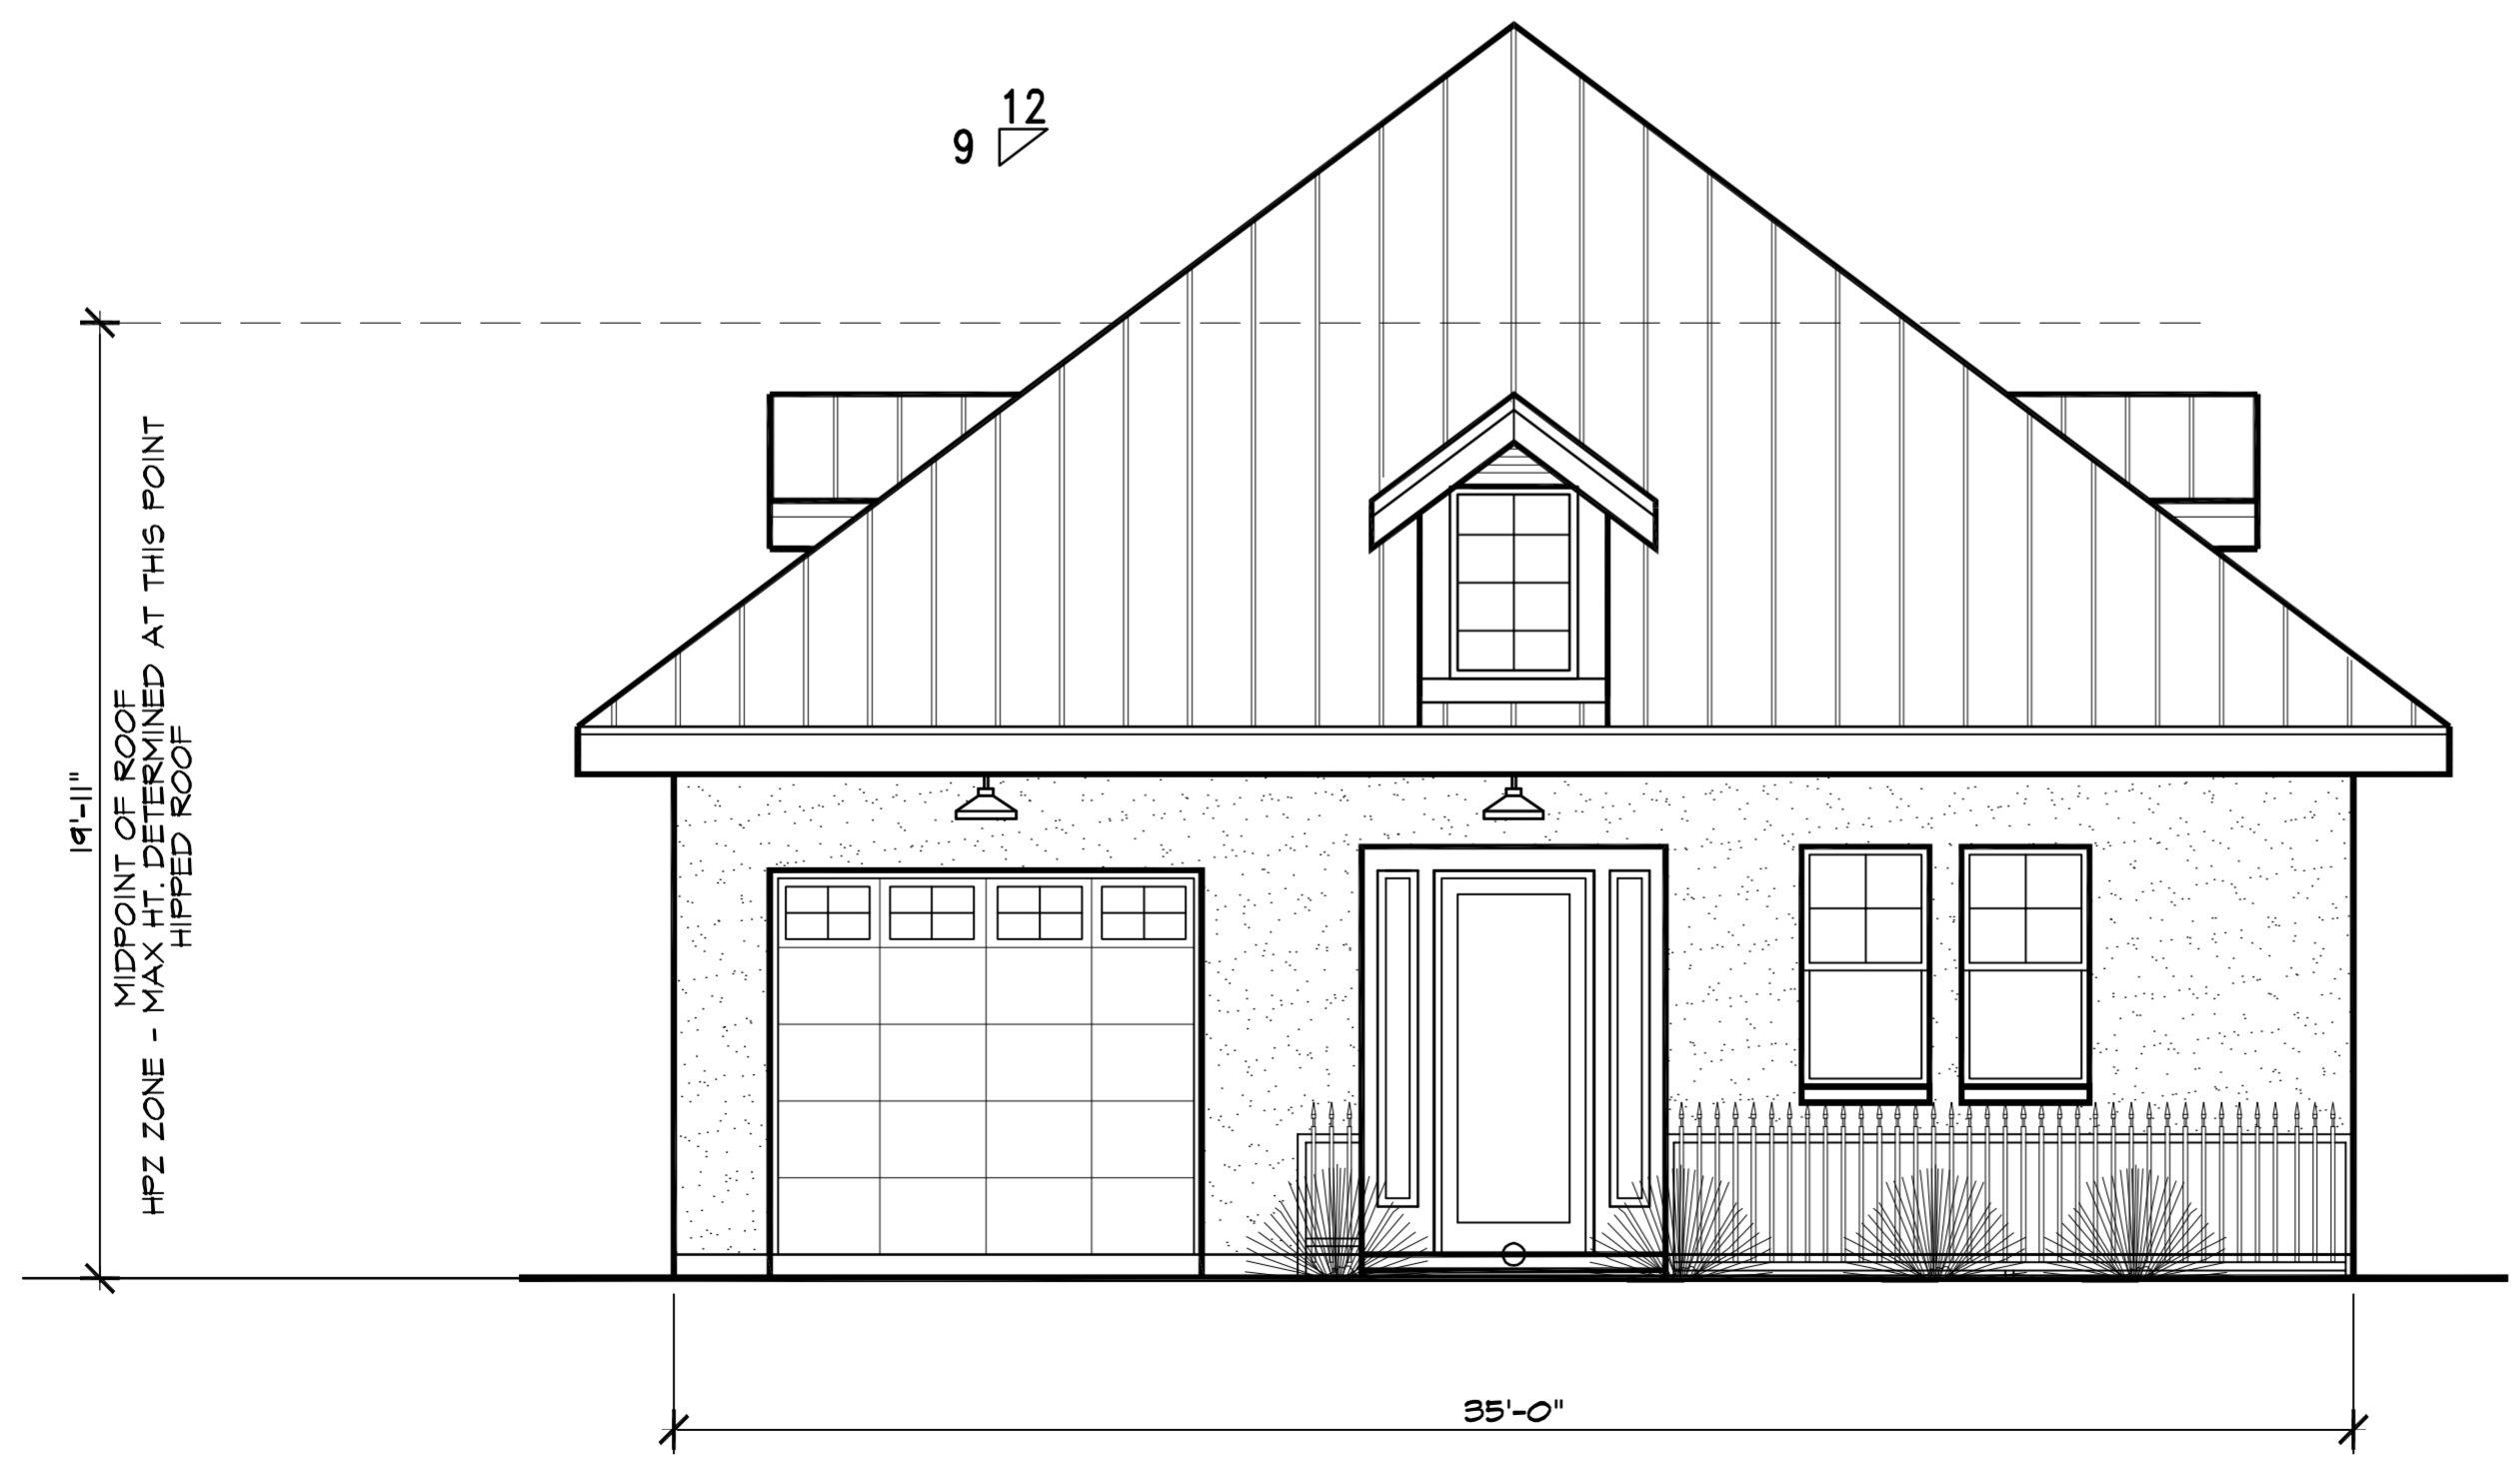 12
9
19'-11"
MIDPOINT OF ROOF
HPZ ZONE - MAX HT. DETERMINED AT THIS POINT
HIPPED ROOF
35'-0"